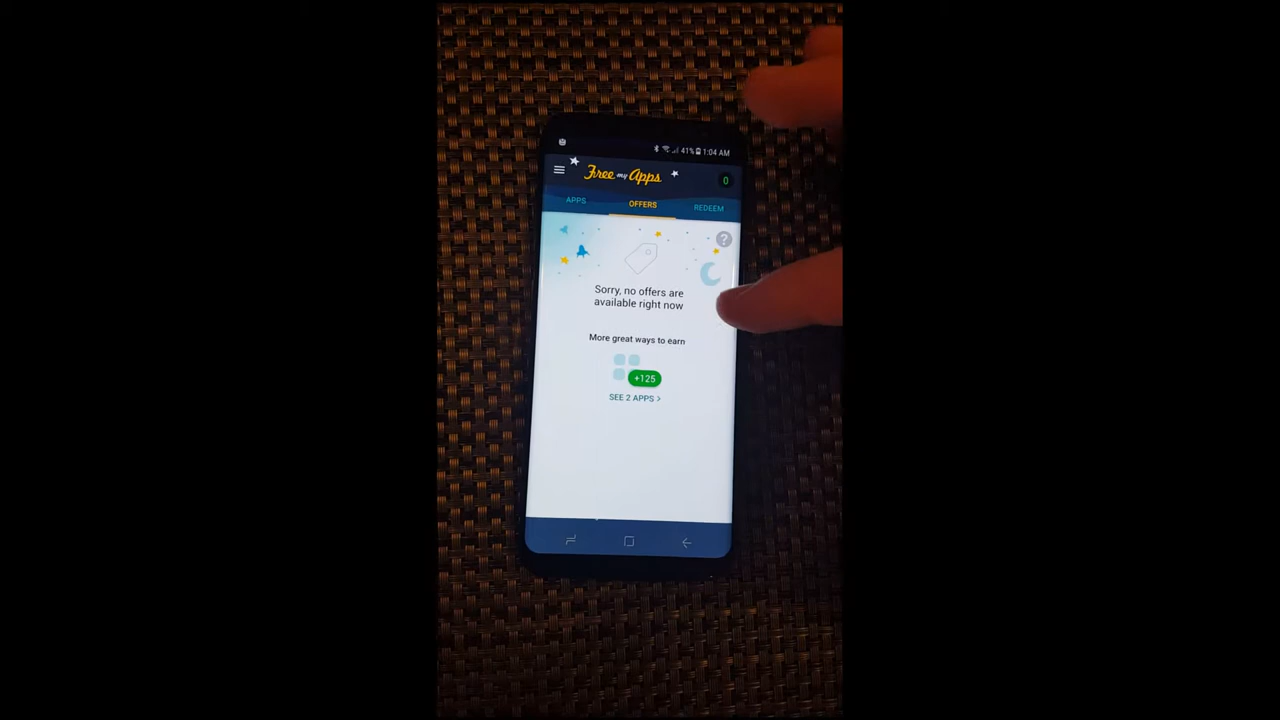 41% 1:04 AM
Free my Apps
0
APPS OFFERS REDEEM
?
Sorry, no offers are
available right now
More great ways to earn
+125
SEE 2 APPS >